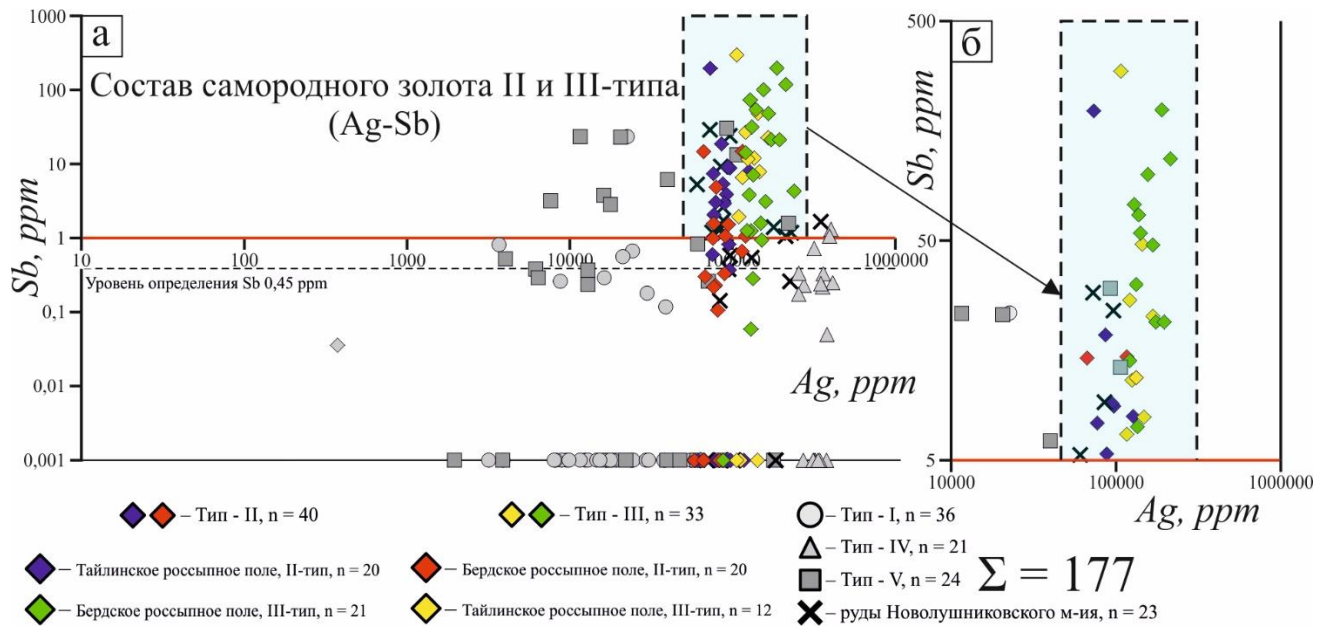 а
Состав самородного золота II и III-типа
(Ag-Sb)
Sb, ppm
1000
100
10
1
0,1
0,01
0,001
10
100
1000
10000
100000
1000000
Уровень определения Sb 0,45 ppm
Ag, ppm
б
Sb, ppm
500
50
5
10000
100000
1000000
Ag, ppm
– Тип - II, n = 40
– Тип - III, n = 33
– Тип - I, n = 36
– Тип - IV, n = 21
– Тип - V, n = 24
Σ = 177
– Тайлинское россыпное поле, II-тип, n = 20
– Бердское россыпное поле, II-тип, n = 20
– Бердское россыпное поле, III-тип, n = 21
– Тайлинское россыпное поле, III-тип, n = 12
– руды Новолушниковского м-ия, n = 23